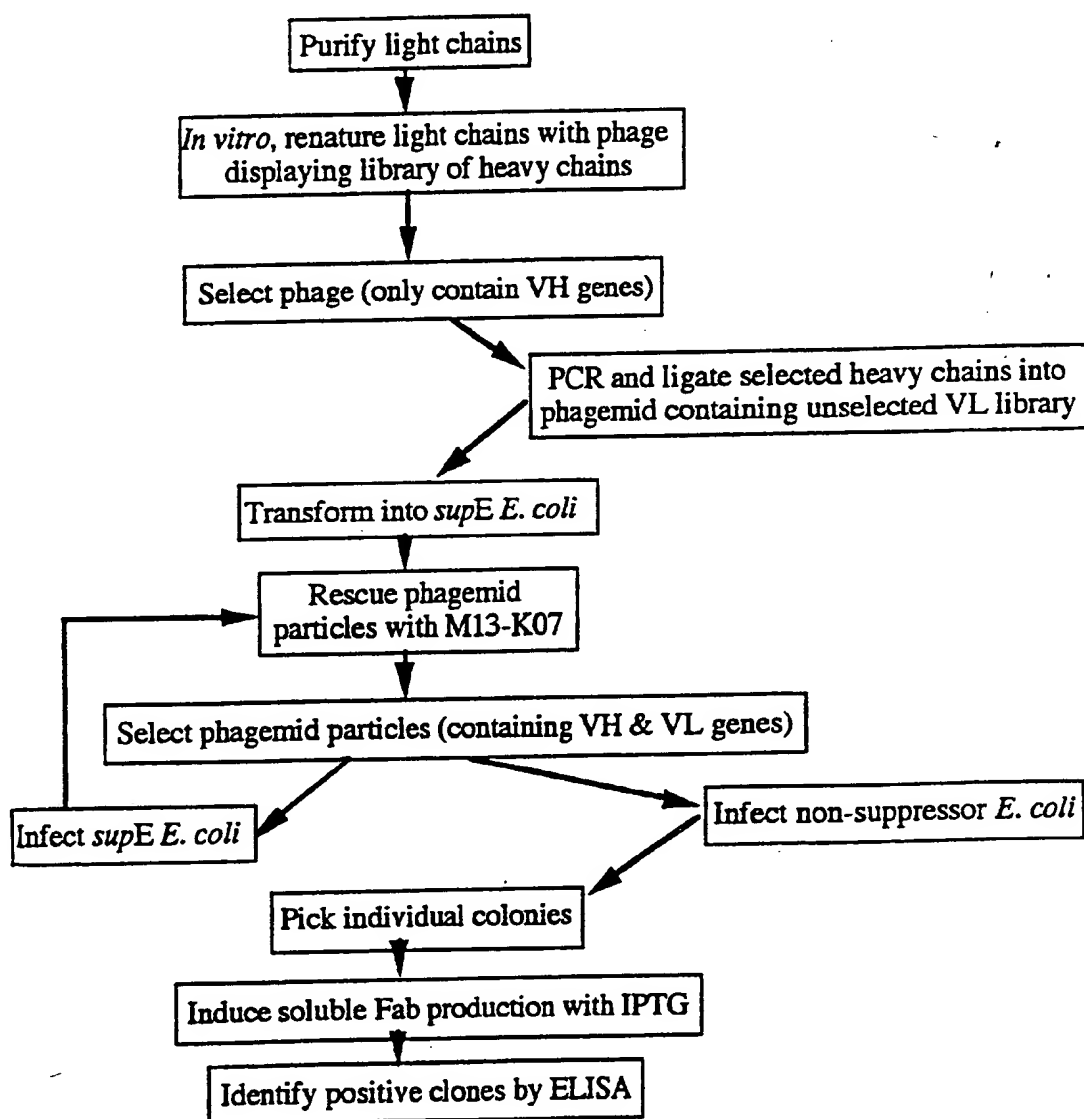 Purify light chains
In vitro, renature light chains with phage
displaying library of heavy chains
Select phage (only contain VH genes)
PCR and ligate selected heavy chains into
phagemid containing unselected VL library
Transform into supE E. coli
Rescue phagemid
particles with M13-K07
Select phagemid particles (containing VH & VL genes)
Infect supE E. coli
Infect non-suppressor E. coli
Pick individual colonies
Induce soluble Fab production with IPTG
Identify positive clones by ELISA